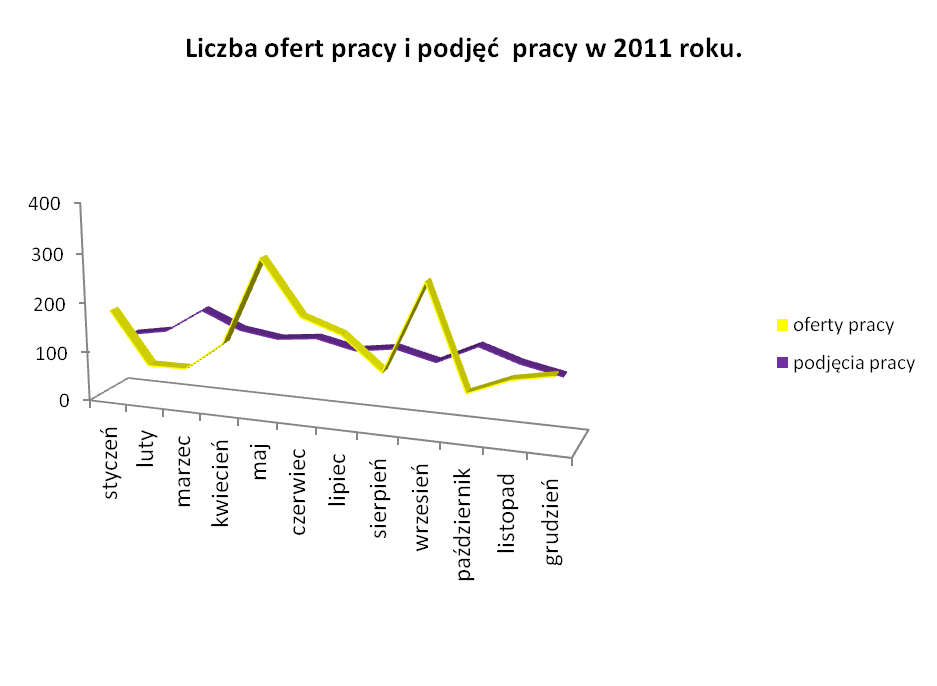 Liczba ofert pracy i podjęć  pracy w 2011 roku.
400
300
200
100
0
styczeń
luty
marzec
kwiecień
maj
czerwiec
lipiec
sierpień
wrzesień
październik
listopad
grudzień
oferty pracy
podjęcia pracy